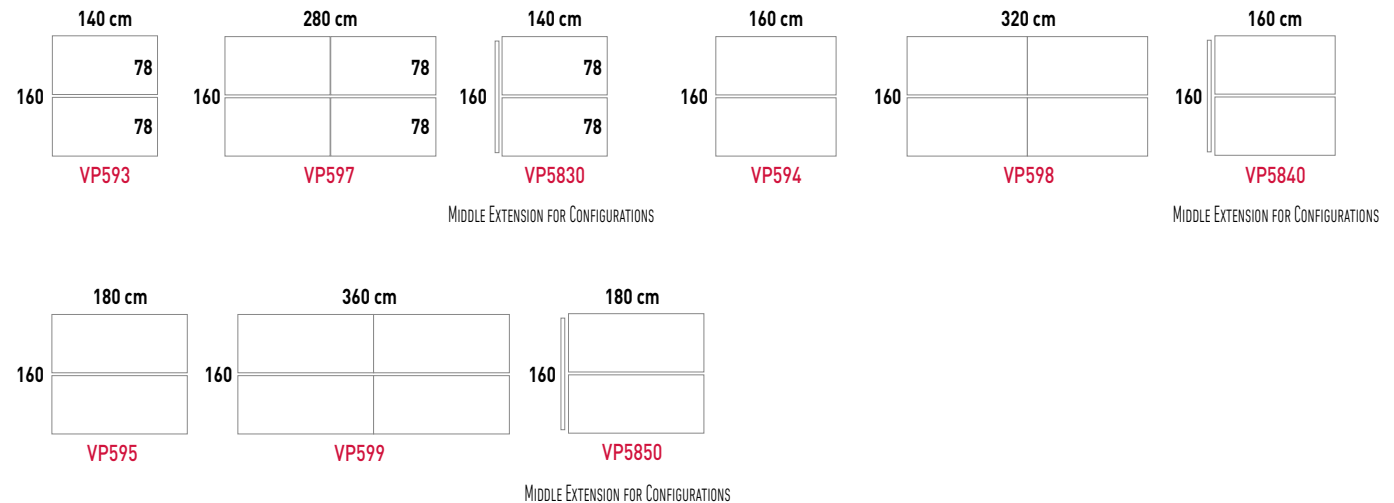 140 cm 280 cm 140 cm 160 cm 320 cm 160 cm
78 78 78
160 160 160 160 160 160
78 78 78
VP593 VP597 VP5830 VP594 VP598 VP5840
Middle Extension for Configurations Middle Extension for Configurations
180 cm 360 cm 180 cm
160 160 160
VP595 VP599 VP5850
Middle Extension for Configurations